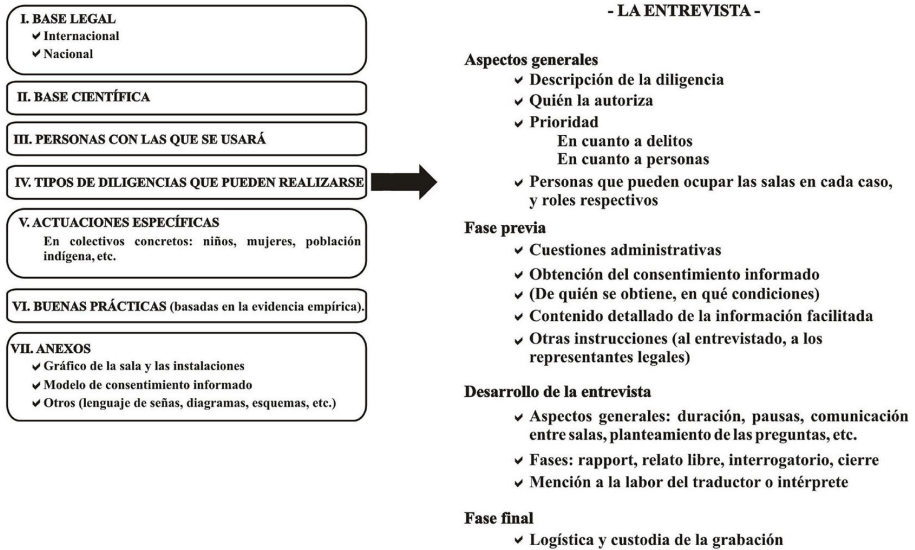 I. BASE LEGAL
✔ Internacional
✔ Nacional
II. BASE CIENTÍFICA
III. PERSONAS CON LAS QUE SE USARÁ
IV. TIPOS DE DILIGENCIAS QUE PUEDEN REALIZARSE
V. ACTUACIONES ESPECÍFICAS
En colectivos concretos: niños, mujeres, población
indígena, etc.
VI. BUENAS PRÁCTICAS (basadas en la evidencia empírica).
VII. ANEXOS
✔ Gráfico de la sala y las instalaciones
✔ Modelo de consentimiento informado
✔ Otros (lenguaje de señas, diagramas, esquemas, etc.)
- LA ENTREVISTA -
Aspectos generales
✔ Descripción de la diligencia
✔ Quién la autoriza
✔ Prioridad
En cuanto a delitos
En cuanto a personas
✔ Personas que pueden ocupar las salas en cada caso,
y roles respectivos
Fase previa
✔ Cuestiones administrativas
✔ Obtención del consentimiento informado
✔ (De quién se obtiene, en qué condiciones)
✔ Contenido detallado de la información facilitada
✔ Otras instrucciones (al entrevistado, a los
representantes legales)
Desarrollo de la entrevista
✔ Aspectos generales: duración, pausas, comunicación
entre salas, planteamiento de las preguntas, etc.
✔ Fases: rapport, relato libre, interrogatorio, cierre
✔ Mención a la labor del traductor o intérprete
Fase final
✔ Logística y custodia de la grabación